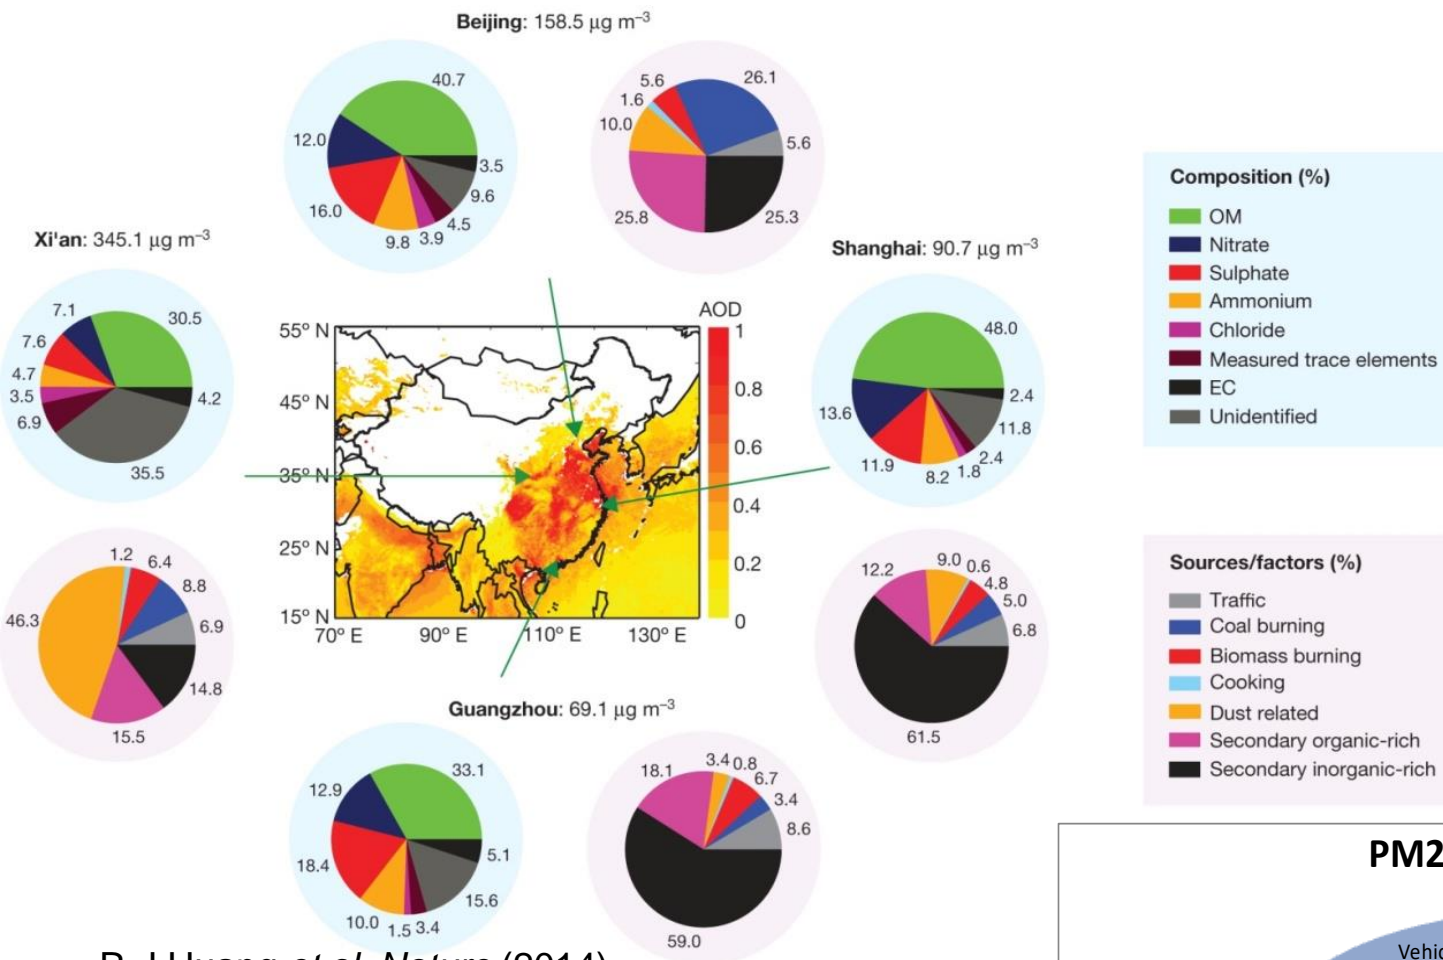 Beijing: 158.5 µg m⁻³
40.7
12.0
16.0
9.8
3.9
4.5
9.6
3.5
5.6
1.6
10.0
25.8
26.1
5.6
25.3
Xi'an: 345.1 µg m⁻³
7.1
7.6
4.7
3.5
6.9
30.5
4.2
35.5
1.2
6.4
8.8
6.9
46.3
14.8
15.5
AOD
1
0.8
0.6
0.4
0.2
0
55° N
45° N
35° N
25° N
15° N
70° E
90° E
110° E
130° E
Shanghai: 90.7 µg m⁻³
48.0
13.6
11.9
8.2
1.8
2.4
11.8
2.4
12.2
9.0
0.6
4.8
5.0
6.8
61.5
Guangzhou: 69.1 µg m⁻³
33.1
12.9
18.4
10.0
1.5
3.4
15.6
5.1
18.1
3.4
0.8
6.7
3.4
8.6
59.0
Composition (%)
OM
Nitrate
Sulphate
Ammonium
Chloride
Measured trace elements
EC
Unidentified
Sources/factors (%)
Traffic
Coal burning
Biomass burning
Cooking
Dust related
Secondary organic-rich
Secondary inorganic-rich
PM2
Vehic
R.J Huang et al, Nature (2014)